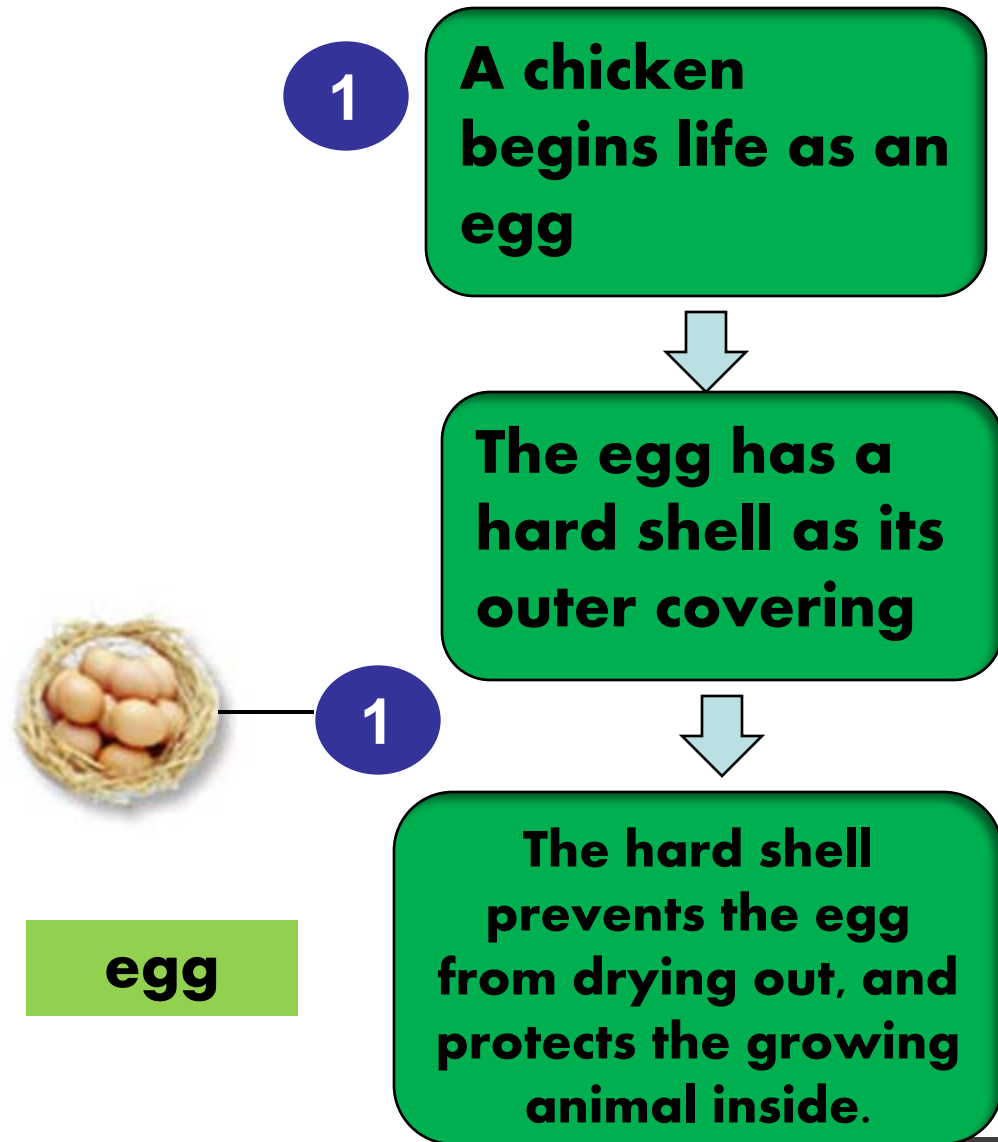 1
A chicken
begins life as an
egg
The egg has a
hard shell as its
outer covering
1
The hard shell
prevents the egg
from drying out, and
protects the growing
animal inside.
egg